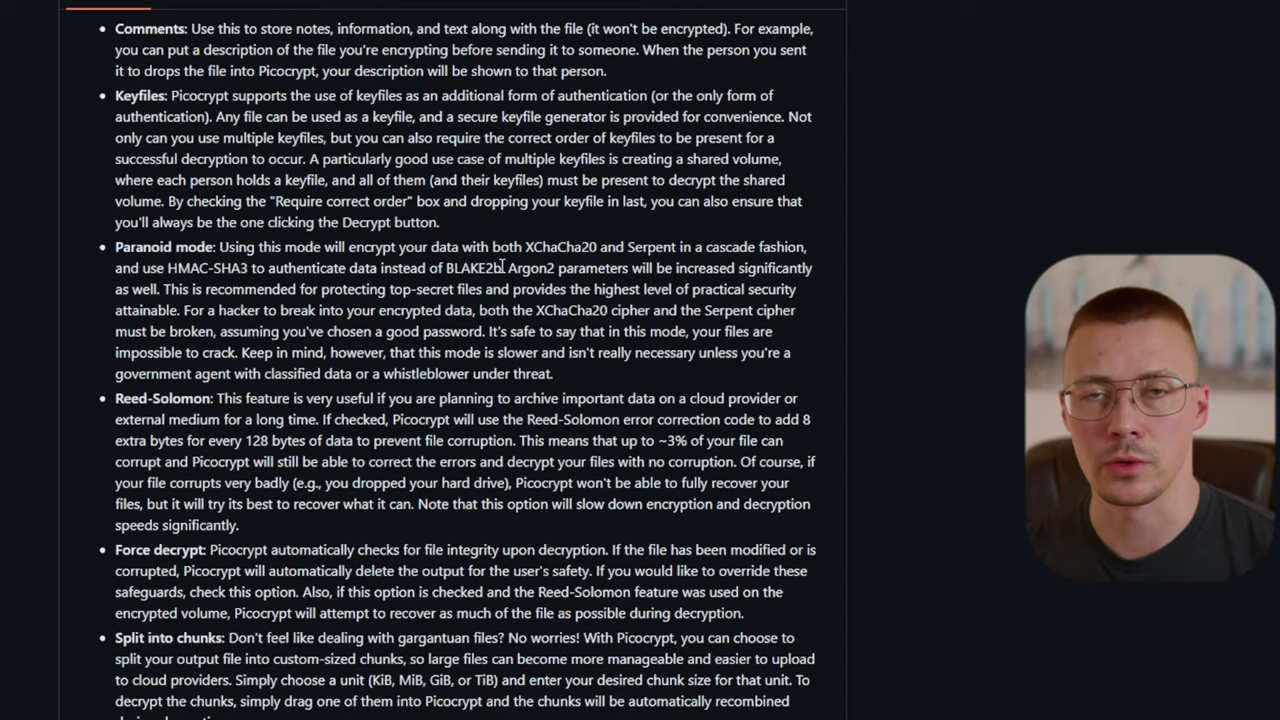 Comments: Use this to store notes, information, and text along with the file (it won't be encrypted). For example,
you can put a description of the file you're encrypting before sending it to someone. When the person you sent
it to drops the file into Picocrypt, your description will be shown to that person.
Keyfiles: Picocrypt supports the use of keyfiles as an additional form of authentication (or the only form of
authentication). Any file can be used as a keyfile, and a secure keyfile generator is provided for convenience. Not
only can you use multiple keyfiles, but you can also require the correct order of keyfiles to be present for a
successful decryption to occur. A particularly good use case of multiple keyfiles is creating a shared volume,
where each person holds a keyfile, and all of them (and their keyfiles) must be present to decrypt the shared
volume. By checking the "Require correct order" box and dropping your keyfile in last, you can also ensure that
you'll always be the one clicking the Decrypt button.
Paranoid mode: Using this mode will encrypt your data with both XChaCha20 and Serpent in a cascade fashion,
and use HMAC-SHA3 to authenticate data instead of BLAKE2b. Argon2 parameters will be increased significantly
as well. This is recommended for protecting top-secret files and provides the highest level of practical security
attainable. For a hacker to break into your encrypted data, both the XChaCha20 cipher and the Serpent cipher
must be broken, assuming you've chosen a good password. It's safe to say that in this mode, your files are
impossible to crack. Keep in mind, however, that this mode is slower and isn't really necessary unless you're a
government agent with classified data or a whistleblower under threat.
Reed-Solomon: This feature is very useful if you are planning to archive important data on a cloud provider or
external medium for a long time. If checked, Picocrypt will use the Reed-Solomon error correction code to add 8
extra bytes for every 128 bytes of data to prevent file corruption. This means that up to ~3% of your file can
corrupt and Picocrypt will still be able to correct the errors and decrypt your files with no corruption. Of course, if
your file corrupts very badly (e.g., you dropped your hard drive), Picocrypt won't be able to fully recover your
files, but it will try its best to recover what it can. Note that this option will slow down encryption and decryption
speeds significantly.
Force decrypt: Picocrypt automatically checks for file integrity upon decryption. If the file has been modified or is
corrupted, Picocrypt will automatically delete the output for the user's safety. If you would like to override these
safeguards, check this option. Also, if this option is checked and the Reed-Solomon feature was used on the
encrypted volume, Picocrypt will attempt to recover as much of the file as possible during decryption.
Split into chunks: Don't feel like dealing with gargantuan files? No worries! With Picocrypt, you can choose to
split your output file into custom-sized chunks, so large files can become more manageable and easier to upload
to cloud providers. Simply choose a unit (KiB, MiB, GiB, or TiB) and enter your desired chunk size for that unit. To
decrypt the chunks, simply drag one of them into Picocrypt and the chunks will be automatically recombined